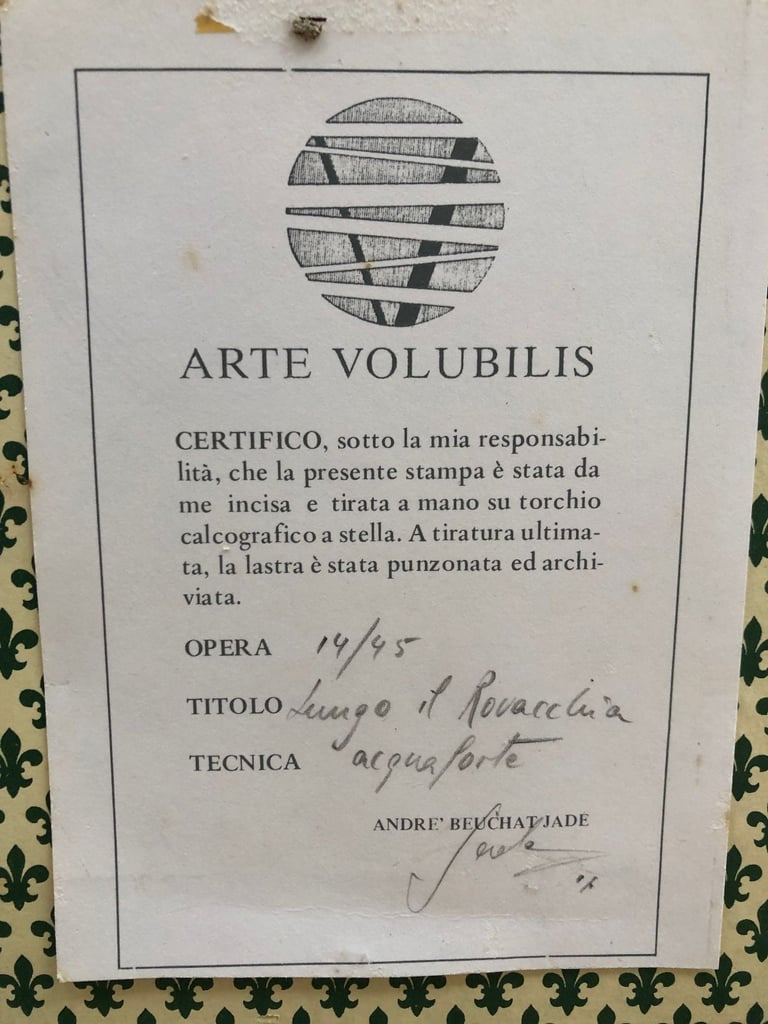 ARTE VOLUBILIS
CERTIFICO, sotto la mia responsabi-
lità, che la presente stampa è stata da
me incisa e tirata a mano su torchio
calcografico a stella. A tiratura ultima-
ta, la lastra è stata punzonata ed archi-
viata.
OPERA 14/45
TITOLO Lungo il Rovacchia
TECNICA acquaforte
ANDRE' BEUCHAT JADE